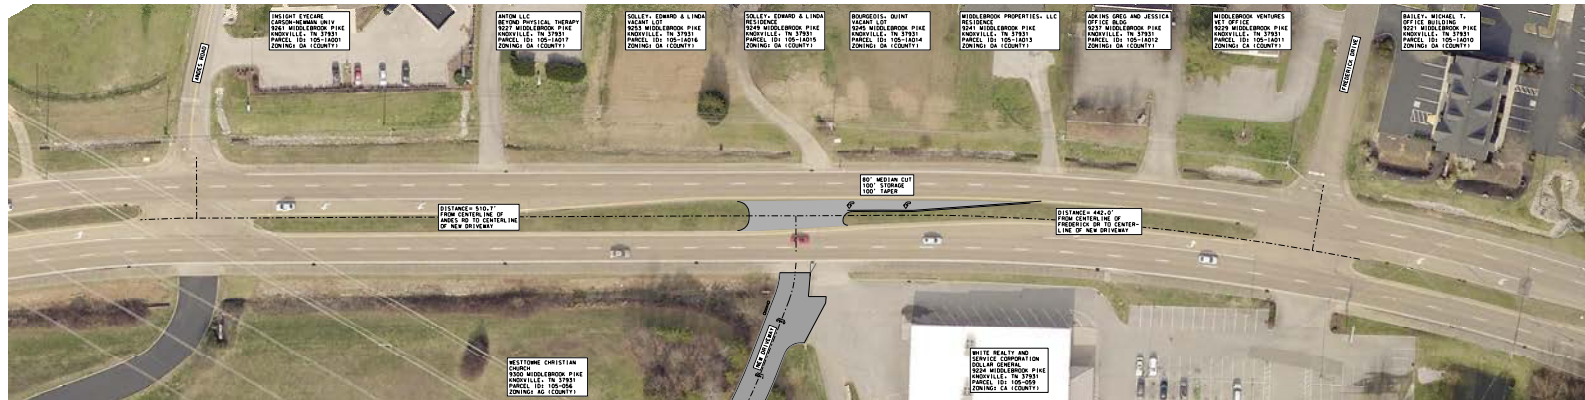 INSIGHT EYECARE
CARSON-NEWMAN UNIV
9261 MIDDLEBROOK PIKE
KNOXVILLE, TN 37931
PARCEL ID: 105-IA001
ZONING: OA (COUNTY)
ANTOM LLC
BEYOND PHYSICAL THERAPY
9227 MIDDLEBROOK PIKE
KNOXVILLE, TN 37931
PARCEL ID: 105-IA017
ZONING: OA (COUNTY)
SOLLEY, EDWARD & LINDA
VACANT LOT
9253 MIDDLEBROOK PIKE
KNOXVILLE, TN 37931
PARCEL ID: 105-IA016
ZONING: OA (COUNTY)
SOLLEY, EDWARD & LINDA
RESIDENCE
9249 MIDDLEBROOK PIKE
KNOXVILLE, TN 37931
PARCEL ID: 105-IA015
ZONING: OA (COUNTY)
BOURGEOIS, QUINT
VACANT LOT
9245 MIDDLEBROOK PIKE
KNOXVILLE, TN 37931
PARCEL ID: 105-IA014
ZONING: OA (COUNTY)
MIDDLEBROOK PROPERTIES, LLC
RESIDENCE
9241 MIDDLEBROOK PIKE
KNOXVILLE, TN 37931
PARCEL ID: 105-IA013
ZONING: OA (COUNTY)
ADKINS GREG AND JESSICA
OFFICE BLDG
9237 MIDDLEBROOK PIKE
KNOXVILLE, TN 37931
PARCEL ID: 105-IA012
ZONING: OA (COUNTY)
MIDDLEBROOK VENTURES
VET OFFICE
9229 MIDDLEBROOK PIKE
KNOXVILLE, TN 37931
PARCEL ID: 105-IA011
ZONING: CA (COUNTY)
BAILEY, MICHAEL T.
OFFICE BUILDING
9221 MIDDLEBROOK PIKE
KNOXVILLE, TN 37931
PARCEL ID: 105-IA010
ZONING: OA (COUNTY)
ANDES ROAD
FREDERICK DRIVE
80' MEDIAN CUT
100' STORAGE
100' TAPER
DISTANCE= 510.7'
FROM CENTERLINE OF
ANDES RD TO CENTERLINE
OF NEW DRIVEWAY
DISTANCE= 442.0'
FROM CENTERLINE OF
FREDERICK DR TO CENTER-
LINE OF NEW DRIVEWAY
NEW DRIVEWAY
WESTTOWNE CHRISTIAN
CHURCH
9300 MIDDLEBROOK PIKE
KNOXVILLE, TN 37931
PARCEL ID: 105-056
ZONING: AG (COUNTY)
WHITE REALTY AND
SERVICE CORPORATION
DOLLAR GENERAL
9224 MIDDLEBROOK PIKE
KNOXVILLE, TN 37931
PARCEL ID: 105-059
ZONING: CA (COUNTY)